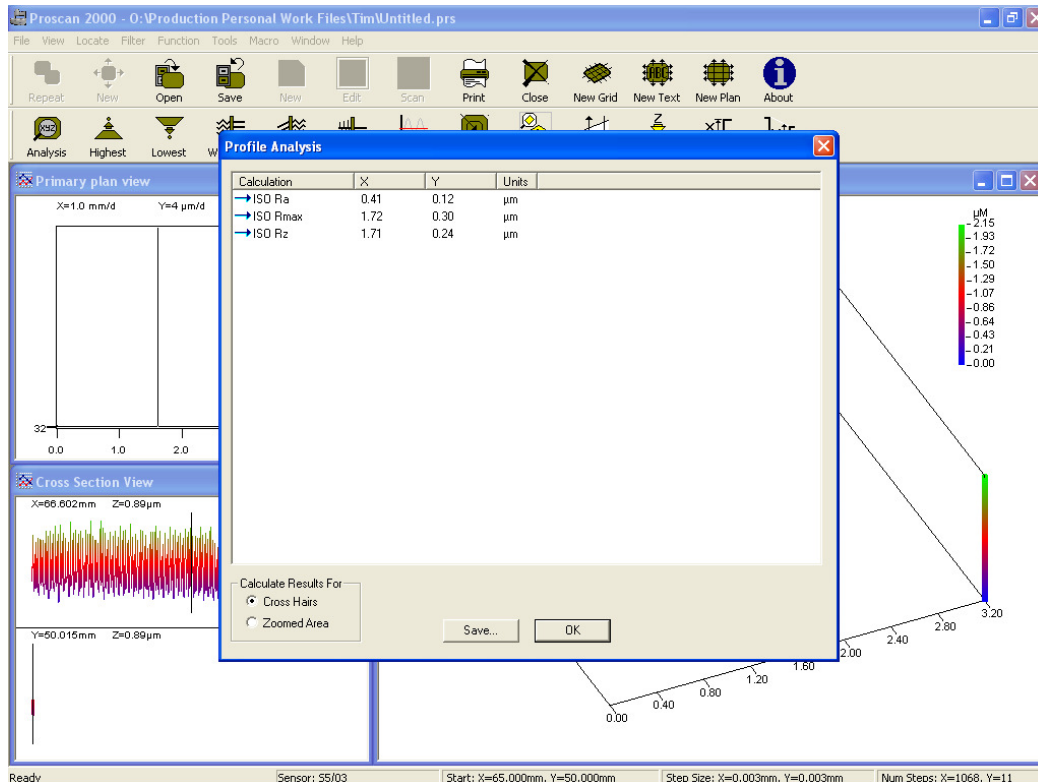 Proscan 2000 - O:\Production Personal Work Files\Tim\Untitled.prs
File View Locate Filter Function Tools Macro Window Help
Repeat New Open Save New Edit Scan Print Close New Grid New Text New Plan About
Analysis Highest Lowest
Profile Analysis
Calculation X Y Units
ISO Ra 0.41 0.12 µm
ISO Rmax 1.72 0.30 µm
ISO Rz 1.71 0.24 µm
Calculate Results For
Cross Hairs
Zoomed Area
Save... OK
Primary plan view
X=1.0 mm/d Y=4 µm/d
32
0.0 1.0 2.0
Cross Section View
X=66.602mm Z=0.89µm
Y=50.015mm Z=0.89µm
µM
2.15
1.93
1.72
1.50
1.29
1.07
0.86
0.64
0.43
0.21
0.00
0.00 0.40 0.80 1.20 1.60 2.00 2.40 2.80 3.20
Ready Sensor: S5/03 Start: X=65.000mm, Y=50.000mm Step Size: X=0.003mm, Y=0.003mm Num Steps: X=1068, Y=11